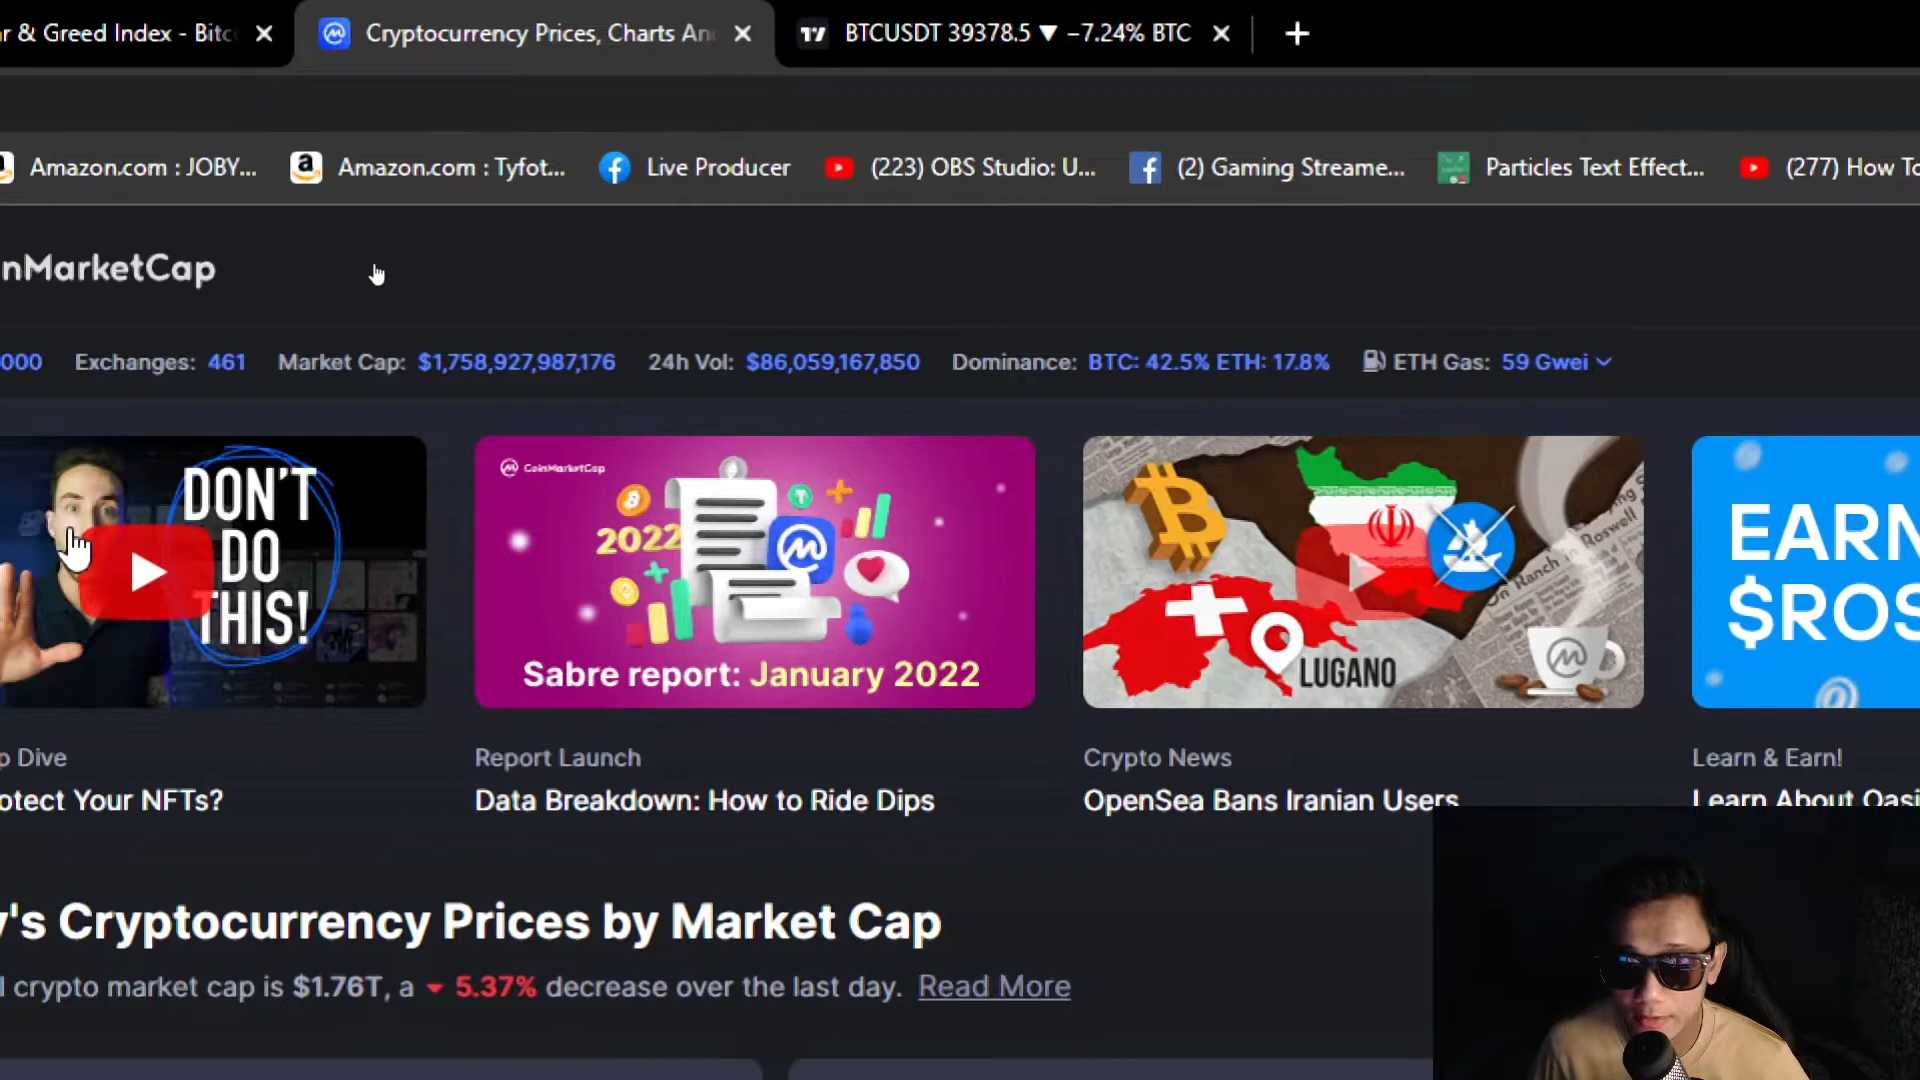 r & Greed Index - Bitc
Cryptocurrency Prices, Charts An
BTCUSDT 39378.5 ▼ −7.24% BTC
Amazon.com : JOBY...
Amazon.com : Tyfot...
Live Producer
(223) OBS Studio: U...
(2) Gaming Streame...
Particles Text Effect...
(277) How To
nMarketCap
000
Exchanges: 461
Market Cap: $1,758,927,987,176
24h Vol: $86,059,167,850
Dominance: BTC: 42.5% ETH: 17.8%
ETH Gas: 59 Gwei
DON'T
DO
THIS!
CoinMarketCap
2022
Sabre report: January 2022
LUGANO
Ranch in Roswell
EARN
$ROS
p Dive
otect Your NFTs?
Report Launch
Data Breakdown: How to Ride Dips
Crypto News
OpenSea Bans Iranian Users
Learn & Earn!
Learn About Oasi
y's Cryptocurrency Prices by Market Cap
l crypto market cap is $1.76T, a 5.37% decrease over the last day. Read More